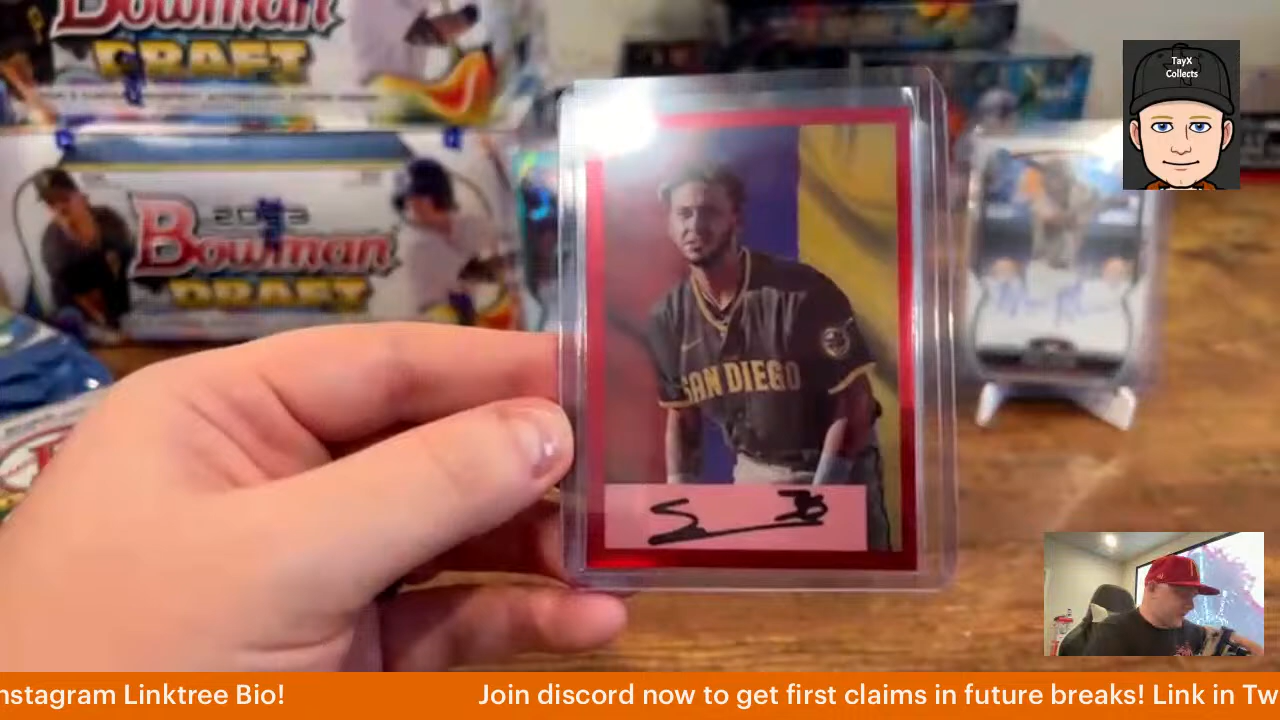 Bowman
DRAFT
2023
Bowman
DRAFT
TayX
Collects
SAN DIEGO
nstagram Linktree Bio! Join discord now to get first claims in future breaks! Link in Tw